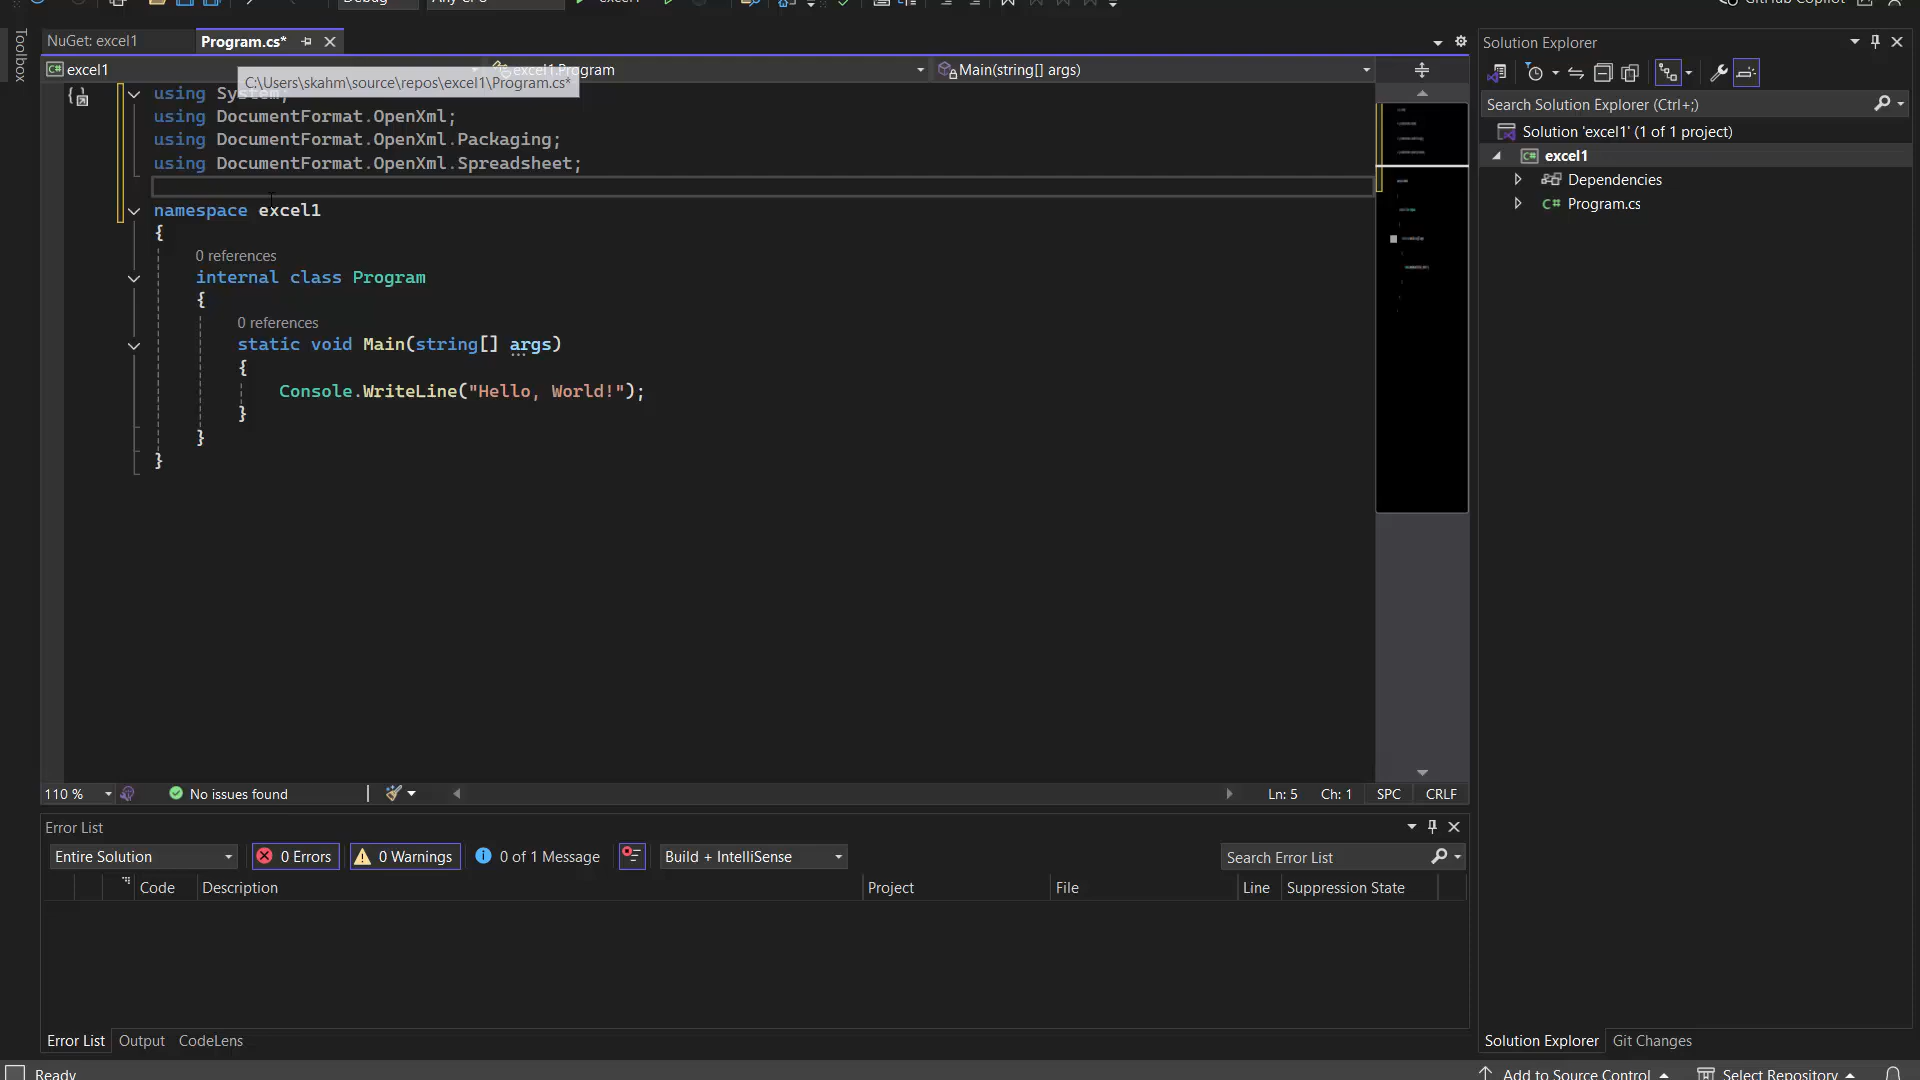 Toolbox
NuGet: excel1
Program.cs*
excel1
excel1.Program
Main(string[] args)
C:\Users\skahm\source\repos\excel1\Program.cs*
using System;
using DocumentFormat.OpenXml;
using DocumentFormat.OpenXml.Packaging;
using DocumentFormat.OpenXml.Spreadsheet;
namespace excel1
{
0 references
internal class Program
{
0 references
static void Main(string[] args)
{
Console.WriteLine("Hello, World!");
}
}
}
110 %
No issues found
Ln: 5
Ch: 1
SPC
CRLF
Error List
Entire Solution
0 Errors
0 Warnings
0 of 1 Message
Build + IntelliSense
Search Error List
Code
Description
Project
File
Line
Suppression State
Error List
Output
CodeLens
GitHub Copilot
Solution Explorer
Search Solution Explorer (Ctrl+;)
Solution 'excel1' (1 of 1 project)
excel1
Dependencies
C# Program.cs
Solution Explorer
Git Changes
Ready
Add to Source Control
Select Repository